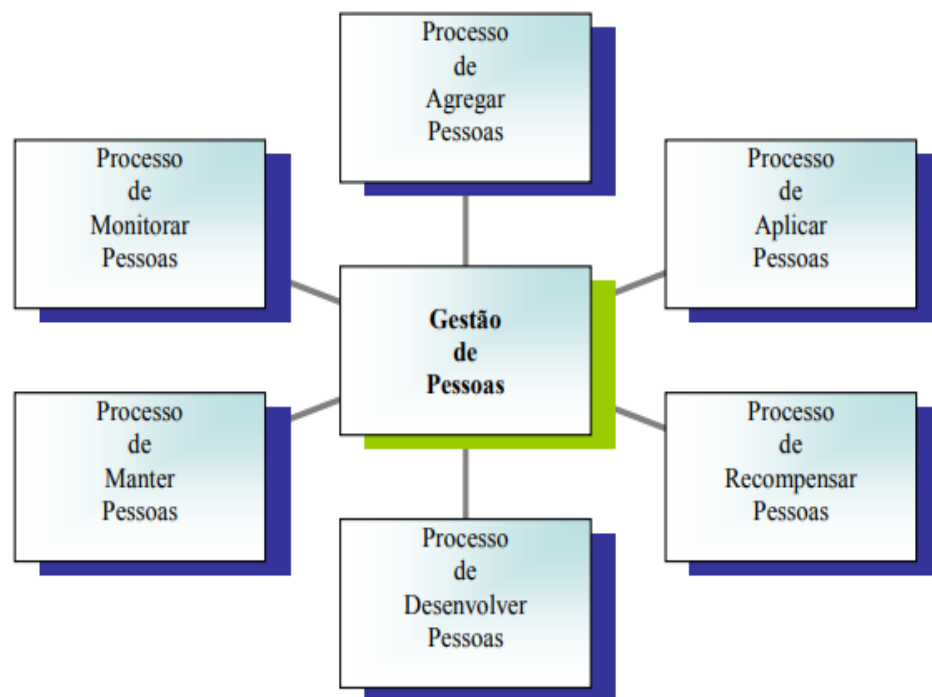 Processo
de
Agregar
Pessoas
Processo
de
Monitorar
Pessoas
Processo
de
Aplicar
Pessoas
Gestão
de
Pessoas
Processo
de
Manter
Pessoas
Processo
de
Recompensar
Pessoas
Processo
de
Desenvolver
Pessoas